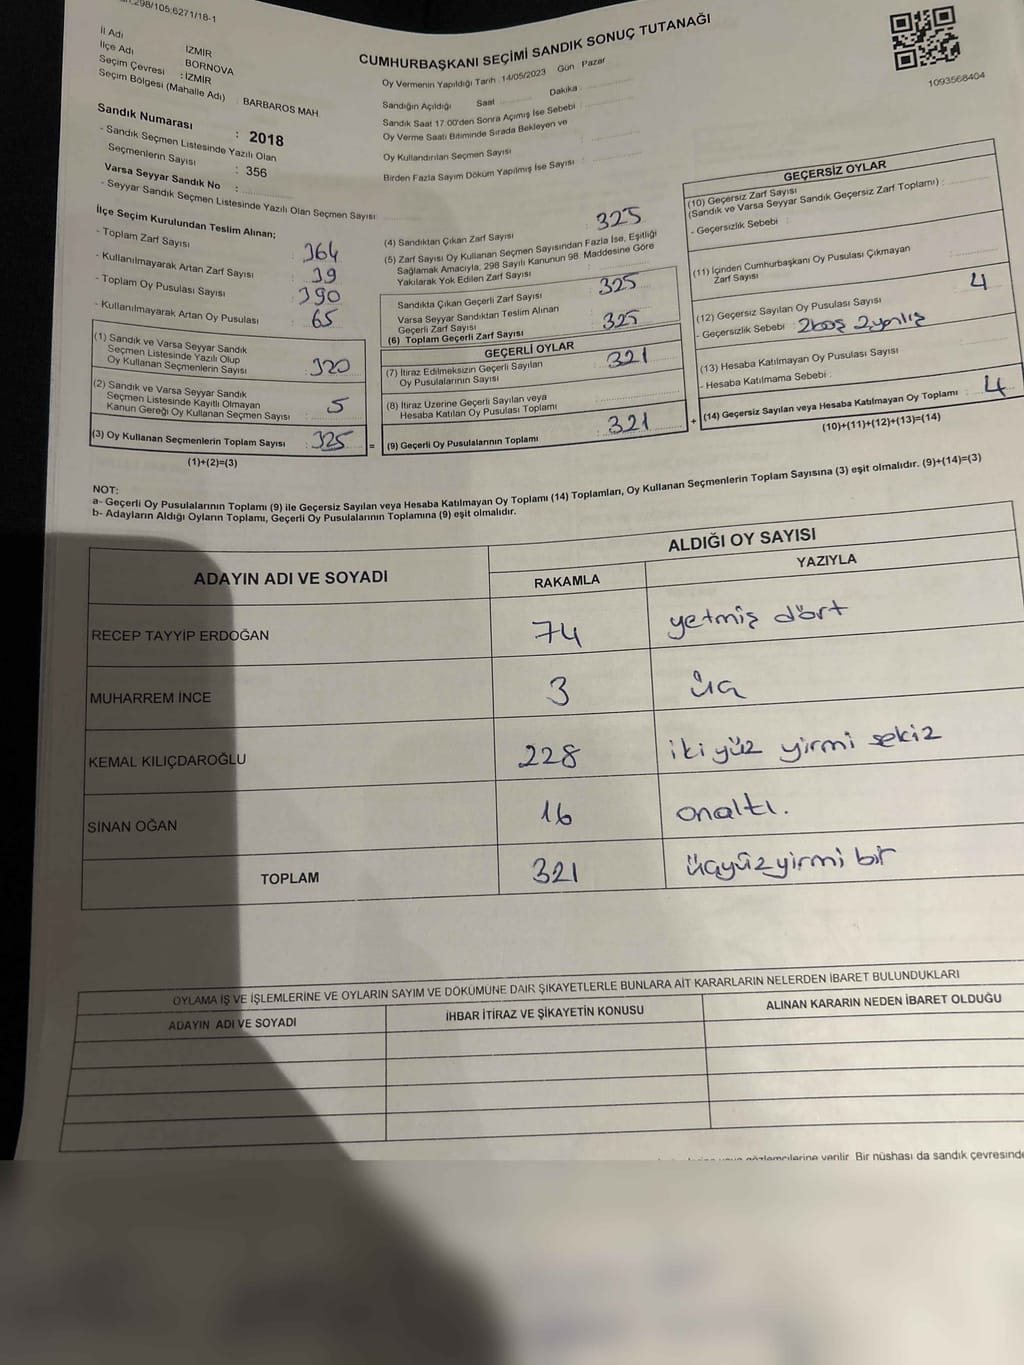 298/105;6271/18-1
İl Adı
İZMİR
İlçe Adı
BORNOVA
Seçim Çevresi : İZMİR
Seçim Bölgesi (Mahalle Adı) : BARBAROS MAH.
CUMHURBAŞKANI SEÇİMİ SANDIK SONUÇ TUTANAĞI
Oy Vermenin Yapıldığı Tarih : 14/05/2023 Gün Pazar
Sandığın Açıldığı Saat Dakika
Sandık Saat 17:00'den Sonra Açımış İse Sebebi :
Oy Verme Saati Bitiminde Sırada Bekleyen ve
Oy Kullandırılan Seçmen Sayısı :
Birden Fazla Sayım Döküm Yapılmış İse Sayısı :
1093568404
Sandık Numarası : 2018
- Sandık Seçmen Listesinde Yazılı Olan
Seçmenlerin Sayısı : 356
Varsa Seyyar Sandık No :
- Seyyar Sandık Seçmen Listesinde Yazılı Olan Seçmen Sayısı:
İlçe Seçim Kurulundan Teslim Alınan;
- Toplam Zarf Sayısı : 364
- Kullanılmayarak Artan Zarf Sayısı : 39
- Toplam Oy Pusulası Sayısı : 390
- Kullanılmayarak Artan Oy Pusulası : 65
(1) Sandık ve Varsa Seyyar Sandık
Seçmen Listesinde Yazılı Olup
Oy Kullanan Seçmenlerin Sayısı : 320
(2) Sandık ve Varsa Seyyar Sandık
Seçmen Listesinde Kayıtlı Olmayan
Kanun Gereği Oy Kullanan Seçmen Sayısı : 5
(3) Oy Kullanan Seçmenlerin Toplam Sayısı : 325 =
(1)+(2)=(3)
(4) Sandıktan Çıkan Zarf Sayısı : 325
(5) Zarf Sayısı Oy Kullanan Seçmen Sayısından Fazla İse, Eşitliği
Sağlamak Amacıyla, 298 Sayılı Kanunun 98. Maddesine Göre
Yakılarak Yok Edilen Zarf Sayısı :
Sandıkta Çıkan Geçerli Zarf Sayısı : 325
Varsa Seyyar Sandıktan Teslim Alınan
Geçerli Zarf Sayısı :
(6) Toplam Geçerli Zarf Sayısı : 325
GEÇERLİ OYLAR
(7) İtiraz Edilmeksizin Geçerli Sayılan
Oy Pusulalarının Sayısı : 321
(8) İtiraz Üzerine Geçerli Sayılan veya
Hesaba Katılan Oy Pusulası Toplamı
(9) Geçerli Oy Pusulalarının Toplamı : 321 +
GEÇERSİZ OYLAR
(10) Geçersiz Zarf Sayısı
(Sandık ve Varsa Seyyar Sandık Geçersiz Zarf Toplamı) :
- Geçersizlik Sebebi :
(11) İçinden Cumhurbaşkanı Oy Pusulası Çıkmayan
Zarf Sayısı :
(12) Geçersiz Sayılan Oy Pusulası Sayısı : 4
- Geçersizlik Sebebi : 2boş 2yanlış
(13) Hesaba Katılmayan Oy Pusulası Sayısı
- Hesaba Katılmama Sebebi :
(14) Geçersiz Sayılan veya Hesaba Katılmayan Oy Toplamı : 4
(10)+(11)+(12)+(13)=(14)
NOT:
a- Geçerli Oy Pusulalarının Toplamı (9) ile Geçersiz Sayılan veya Hesaba Katılmayan Oy Toplamı (14) Toplamları, Oy Kullanan Seçmenlerin Toplam Sayısına (3) eşit olmalıdır. (9)+(14)=(3)
b- Adayların Aldığı Oyların Toplamı, Geçerli Oy Pusulalarının Toplamına (9) eşit olmalıdır.
ADAYIN ADI VE SOYADI
ALDIĞI OY SAYISI
RAKAMLA YAZIYLA
RECEP TAYYİP ERDOĞAN 74 yetmiş dört
MUHARREM İNCE 3 üç
KEMAL KILIÇDAROĞLU 228 iki yüz yirmi sekiz
SİNAN OĞAN 16 onaltı.
TOPLAM 321 üçyüzyirmi bir
OYLAMA İŞ VE İŞLEMLERİNE VE OYLARIN SAYIM VE DÖKÜMÜNE DAİR ŞİKAYETLERLE BUNLARA AİT KARARLARIN NELERDEN İBARET BULUNDUKLARI
ADAYIN ADI VE SOYADI İHBAR İTİRAZ VE ŞİKAYETİN KONUSU ALINAN KARARIN NEDEN İBARET OLDUĞU
gözlemcilerine verilir. Bir nüshası da sandık çevresinde